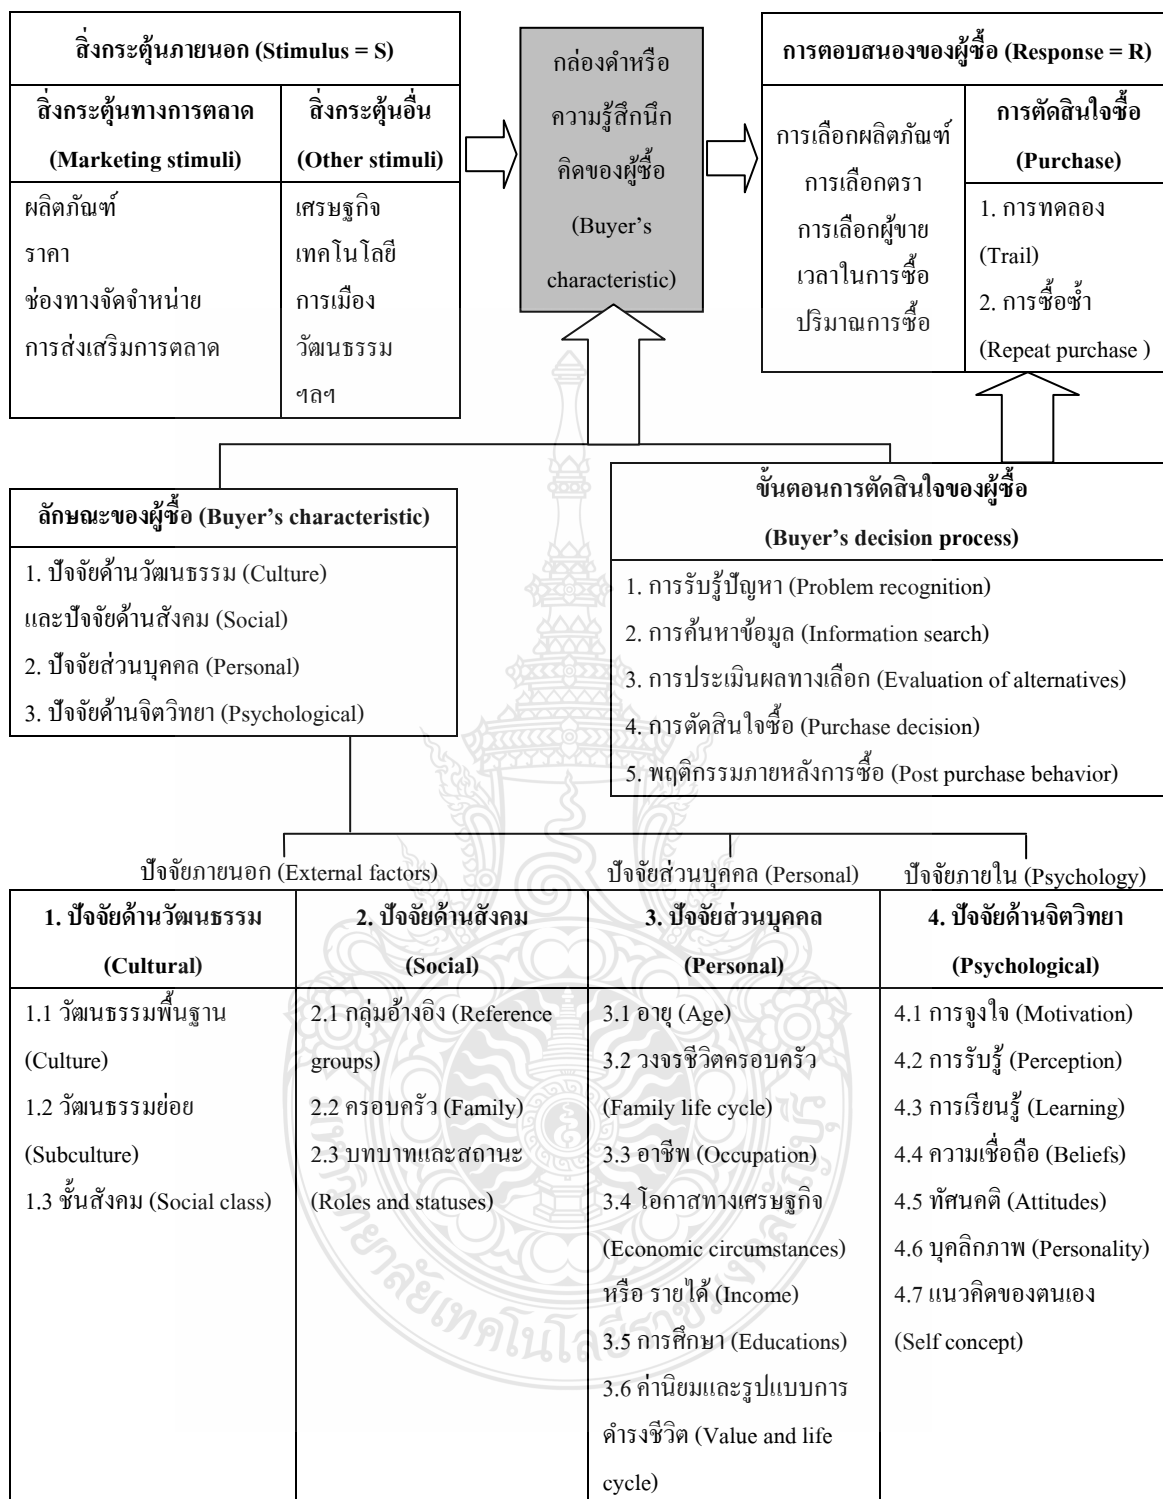 สิ่งกระตุ้นภายนอก (Stimulus = S)
สิ่งกระตุ้นทางการตลาด
(Marketing stimuli)
สิ่งกระตุ้นอื่น
(Other stimuli)
ผลิตภัณฑ์
ราคา
ช่องทางจัดจำหน่าย
การส่งเสริมการตลาด
เศรษฐกิจ
เทคโนโลยี
การเมือง
วัฒนธรรม
ฯลฯ
กล่องดำหรือ
ความรู้สึกนึก
คิดของผู้ซื้อ
(Buyer's
characteristic)
การตอบสนองของผู้ซื้อ (Response = R)
การเลือกผลิตภัณฑ์
การเลือกตรา
การเลือกผู้ขาย
เวลาในการซื้อ
ปริมาณการซื้อ
การตัดสินใจซื้อ
(Purchase)
1. การทดลอง
(Trail)
2. การซื้อซ้ำ
(Repeat purchase )
ลักษณะของผู้ซื้อ (Buyer's characteristic)
1. ปัจจัยด้านวัฒนธรรม (Culture)
และปัจจัยด้านสังคม (Social)
2. ปัจจัยส่วนบุคคล (Personal)
3. ปัจจัยด้านจิตวิทยา (Psychological)
ขั้นตอนการตัดสินใจของผู้ซื้อ
(Buyer's decision process)
1. การรับรู้ปัญหา (Problem recognition)
2. การค้นหาข้อมูล (Information search)
3. การประเมินผลทางเลือก (Evaluation of alternatives)
4. การตัดสินใจซื้อ (Purchase decision)
5. พฤติกรรมภายหลังการซื้อ (Post purchase behavior)
ปัจจัยภายนอก (External factors)
ปัจจัยส่วนบุคคล (Personal)
ปัจจัยภายใน (Psychology)
1. ปัจจัยด้านวัฒนธรรม
(Cultural)
2. ปัจจัยด้านสังคม
(Social)
3. ปัจจัยส่วนบุคคล
(Personal)
4. ปัจจัยด้านจิตวิทยา
(Psychological)
1.1 วัฒนธรรมพื้นฐาน
(Culture)
1.2 วัฒนธรรมย่อย
(Subculture)
1.3 ชั้นสังคม (Social class)
2.1 กลุ่มอ้างอิง (Reference
groups)
2.2 ครอบครัว (Family)
2.3 บทบาทและสถานะ
(Roles and statuses)
3.1 อายุ (Age)
3.2 วงจรชีวิตครอบครัว
(Family life cycle)
3.3 อาชีพ (Occupation)
3.4 โอกาสทางเศรษฐกิจ
(Economic circumstances)
หรือ รายได้ (Income)
3.5 การศึกษา (Educations)
3.6 ค่านิยมและรูปแบบการ
ดำรงชีวิต (Value and life
cycle)
4.1 การจูงใจ (Motivation)
4.2 การรับรู้ (Perception)
4.3 การเรียนรู้ (Learning)
4.4 ความเชื่อถือ (Beliefs)
4.5 ทัศนคติ (Attitudes)
4.6 บุคลิกภาพ (Personality)
4.7 แนวคิดของตนเอง
(Self concept)